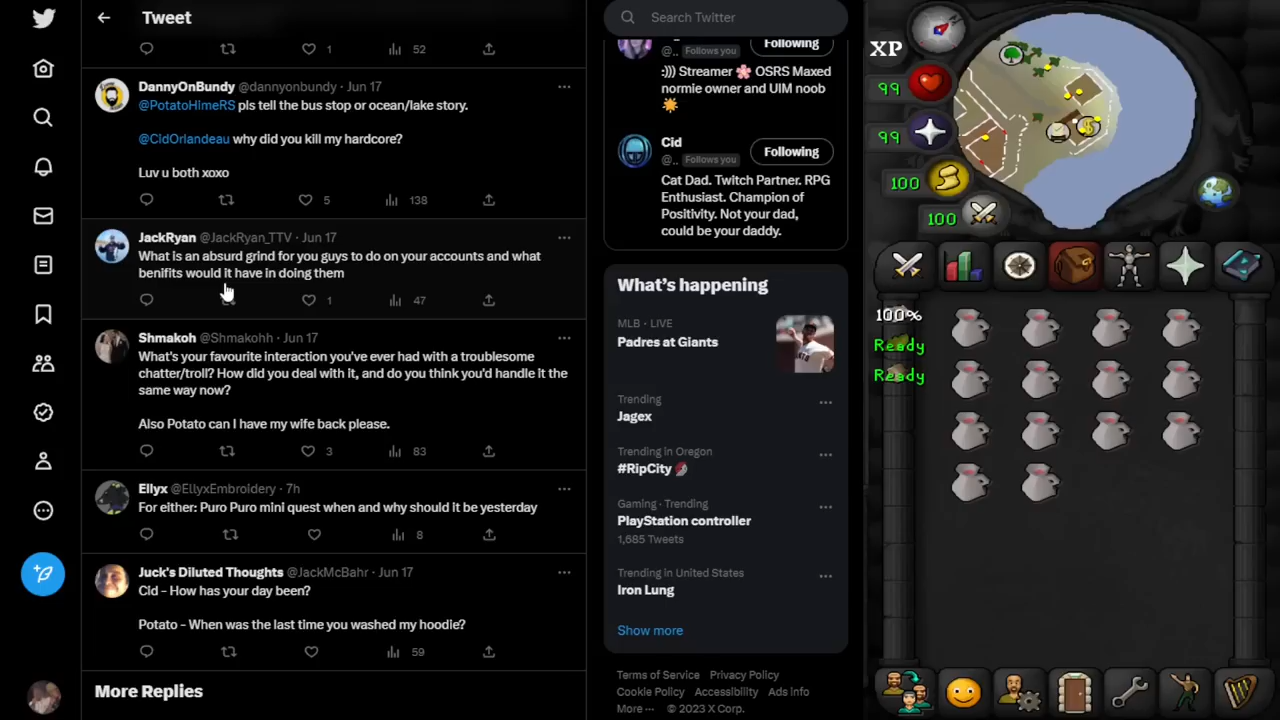 Tweet
1
52
DannyOnBundy @dannyonbundy · Jun 17
@PotatoHImeRS pls tell the bus stop or ocean/lake story.
@CidOrlandeau why did you kill my hardcore?
Luv u both xoxo
5
138
JackRyan @JackRyan_TTV · Jun 17
What is an absurd grind for you guys to do on your accounts and what
benifits would it have in doing them
1
47
Shmakoh @Shmakohh · Jun 17
What's your favourite interaction you've ever had with a troublesome
chatter/troll? How did you deal with it, and do you think you'd handle it the
same way now?
Also Potato can I have my wife back please.
3
83
Ellyx @EllyxEmbroidery · 7h
For either: Puro Puro mini quest when and why should it be yesterday
8
Juck's Diluted Thoughts @JackMcBahr · Jun 17
Cid - How has your day been?
Potato - When was the last time you washed my hoodie?
59
More Replies
Search Twitter
@.. Follows you
Following
:))) Streamer 🌸 OSRS Maxed
normie owner and UIM noob
☀️
Cid
@.. Follows you
Following
Cat Dad. Twitch Partner. RPG
Enthusiast. Champion of
Positivity. Not your dad,
could be your daddy.
What's happening
MLB · LIVE
Padres at Giants
Trending
Jagex
Trending in Oregon
#RipCity
Gaming · Trending
PlayStation controller
1,685 Tweets
Trending in United States
Iron Lung
Show more
Terms of Service Privacy Policy
Cookie Policy Accessibility Ads info
More ··· © 2023 X Corp.
XP
99
99
100
100
100%
Ready
Ready